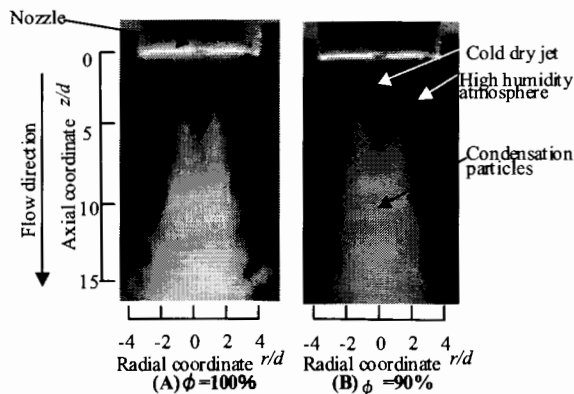 Nozzle
0
5
10
15
Flow direction
Axial coordinate z/d
Cold dry jet
High humidity
atmosphere
Condensation
particles
-4 -2 0 2 4
Radial coordinate r/d
(A) ϕ =100%
-4 -2 0 2 4
Radial coordinate r/d
(B) ϕ =90%